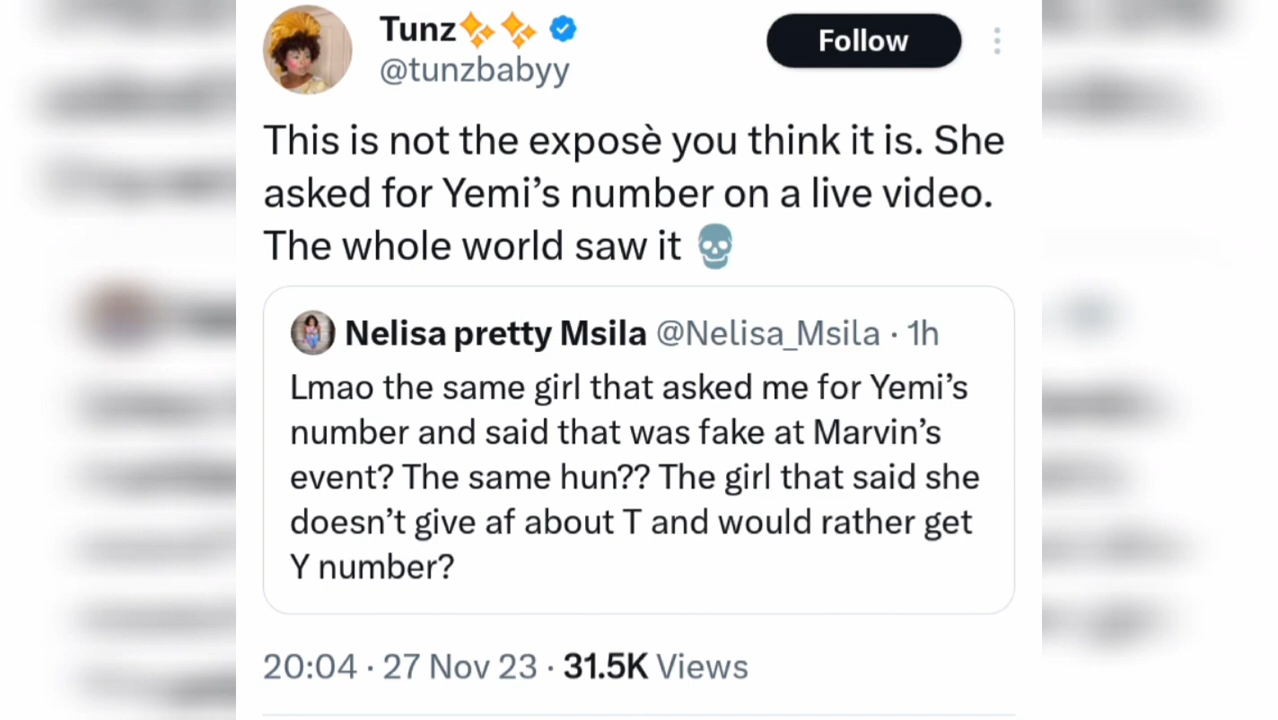 Tunz✨✨
Follow
@tunzbabyy
This is not the exposè you think it is. She
asked for Yemi’s number on a live video.
The whole world saw it 💀
Nelisa pretty Msila @Nelisa_Msila · 1h
Lmao the same girl that asked me for Yemi’s
number and said that was fake at Marvin’s
event? The same hun?? The girl that said she
doesn’t give af about T and would rather get
Y number?
20:04 · 27 Nov 23 · 31.5K Views